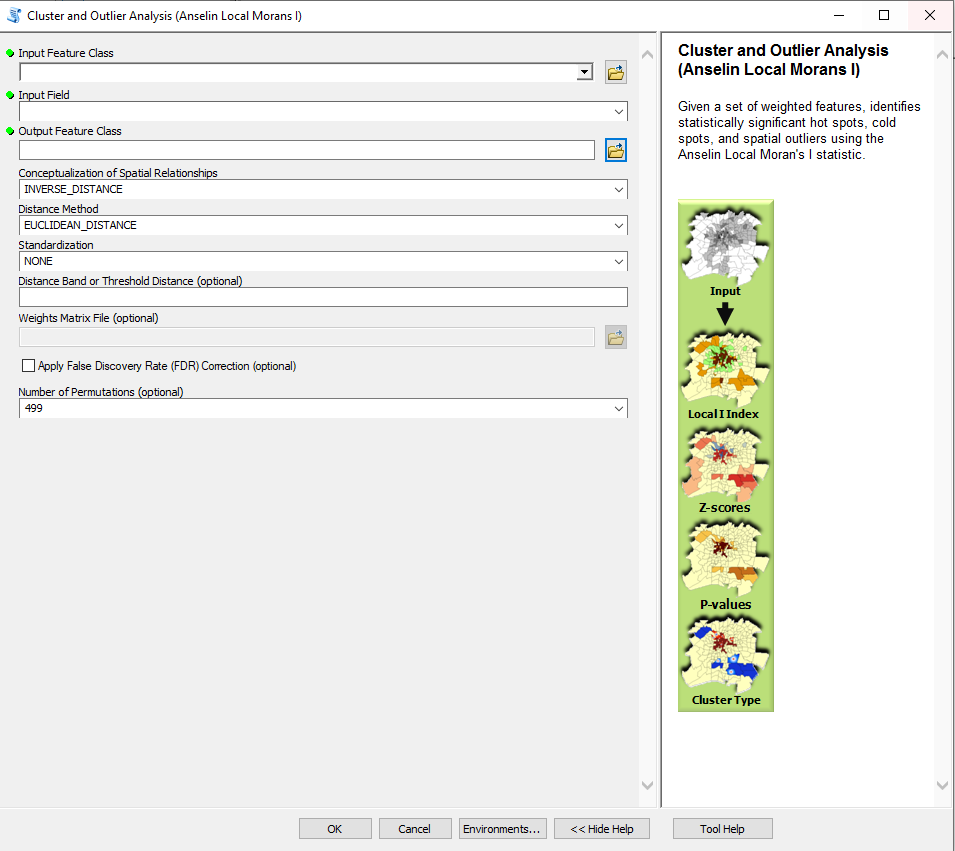 Cluster and Outlier Analysis (Anselin Local Morans I)
Input Feature Class
Input Field
Output Feature Class
Conceptualization of Spatial Relationships
INVERSE_DISTANCE
Distance Method
EUCLIDEAN_DISTANCE
Standardization
NONE
Distance Band or Threshold Distance (optional)
Weights Matrix File (optional)
Apply False Discovery Rate (FDR) Correction (optional)
Number of Permutations (optional)
499
OK
Cancel
Environments...
<< Hide Help
Cluster and Outlier Analysis
(Anselin Local Morans I)
Given a set of weighted features, identifies
statistically significant hot spots, cold
spots, and spatial outliers using the
Anselin Local Moran's I statistic.
Input
Local I Index
Z-scores
P-values
Cluster Type
Tool Help